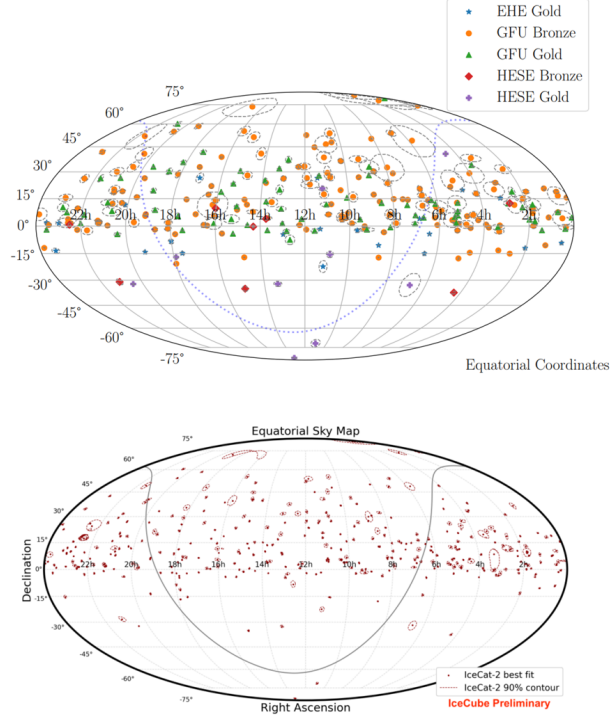 EHE Gold
GFU Bronze
GFU Gold
HESE Bronze
HESE Gold
75°
60°
45°
30°
15°
0°
22h 20h 18h 16h 14h 12h 10h 8h 6h 4h 2h
-15°
-30°
-45°
-60°
-75°
Equatorial Coordinates
Equatorial Sky Map
75°
60°
45°
30°
15°
0°
22h 20h 18h 16h 14h 12h 10h 8h 6h 4h 2h
-15°
-30°
-45°
-60°
-75°
Declination
Right Ascension
IceCat-2 best fit
IceCat-2 90% contour
IceCube Preliminary